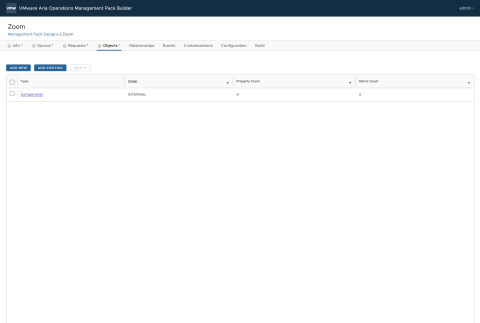 vmw VMware Aria Operations Management Pack Builder admin
Zoom
Management Pack Designs / Zoom
Info * Source * Requests * Objects * Relationships Events Customizations Configuration Build
ADD NEW ADD EXISTING DELETE
Type Origin Property Count Metric Count
Components INTERNAL 4 0